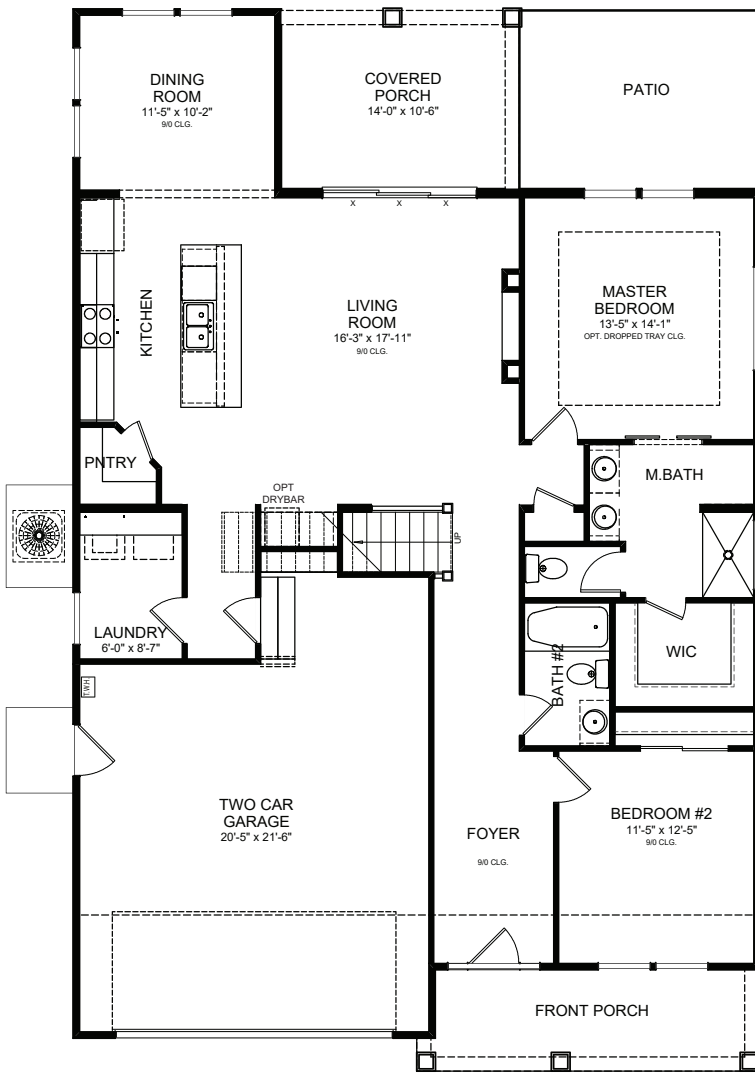 DINING
ROOM
11'-5" x 10'-2"
9/0 CLG.
COVERED
PORCH
14'-0" x 10'-6"
PATIO
X X X
KITCHEN
LIVING
ROOM
16'-3" x 17'-11"
9/0 CLG.
MASTER
BEDROOM
13'-5" x 14'-1"
OPT. DROPPED TRAY CLG.
PNTRY
M.BATH
OPT
DRYBAR
UP
LAUNDRY
6'-0" x 8'-7"
BATH #2
WIC
T.W.H.
TWO CAR
GARAGE
20'-5" x 21'-6"
FOYER
9/0 CLG.
BEDROOM #2
11'-5" x 12'-5"
9/0 CLG.
FRONT PORCH